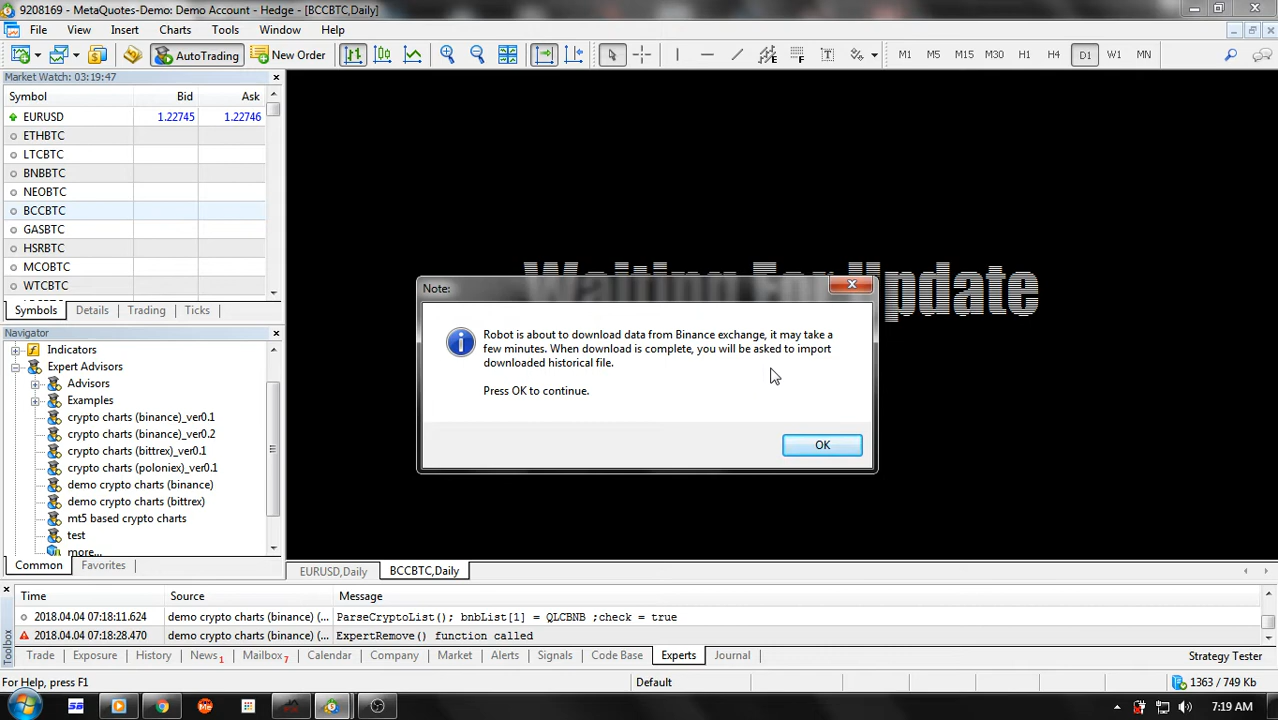 9208169 - MetaQuotes-Demo: Demo Account - Hedge - [BCCBTC,Daily]
File View Insert Charts Tools Window Help
AutoTrading New Order M1 M5 M15 M30 H1 H4 D1 W1 MN
Market Watch: 03:19:47
Symbol Bid Ask
EURUSD 1.22745 1.22746
ETHBTC
LTCBTC
BNBBTC
NEOBTC
BCCBTC
GASBTC
HSRBTC
MCOBTC
WTCBTC
Symbols Details Ticks
Waiting For Update
Note:
Robot is about to download data from Binance exchange, it may take a
few minutes. When download is complete, you will be asked to import
downloaded historical file.
Press OK to continue.
OK
Navigator
Indicators
Expert Advisors
Advisors
Examples
crypto charts (binance)_ver0.1
crypto charts (binance)_ver0.2
crypto charts (bittrex)_ver0.1
crypto charts (poloniex)_ver0.1
demo crypto charts (binance)
demo crypto charts (bittrex)
mt5 based crypto charts
test
more...
Common Favorites
EURUSD,Daily BCCBTC,Daily
Toolbox
Time Source Message
2018.04.04 07:18:11.624 demo crypto charts (binance) (... ParseCryptoList(); bnbList[1] = QLCBNB ;check = true
2018.04.04 07:18:28.470 demo crypto charts (binance) (... ExpertRemove() function called
Trade Exposure History News 1 Mailbox 7 Calendar Company Market Alerts Signals Code Base Experts Journal Strategy Tester
For Help, press F1 Default 1363 / 749 Kb
7:19 AM